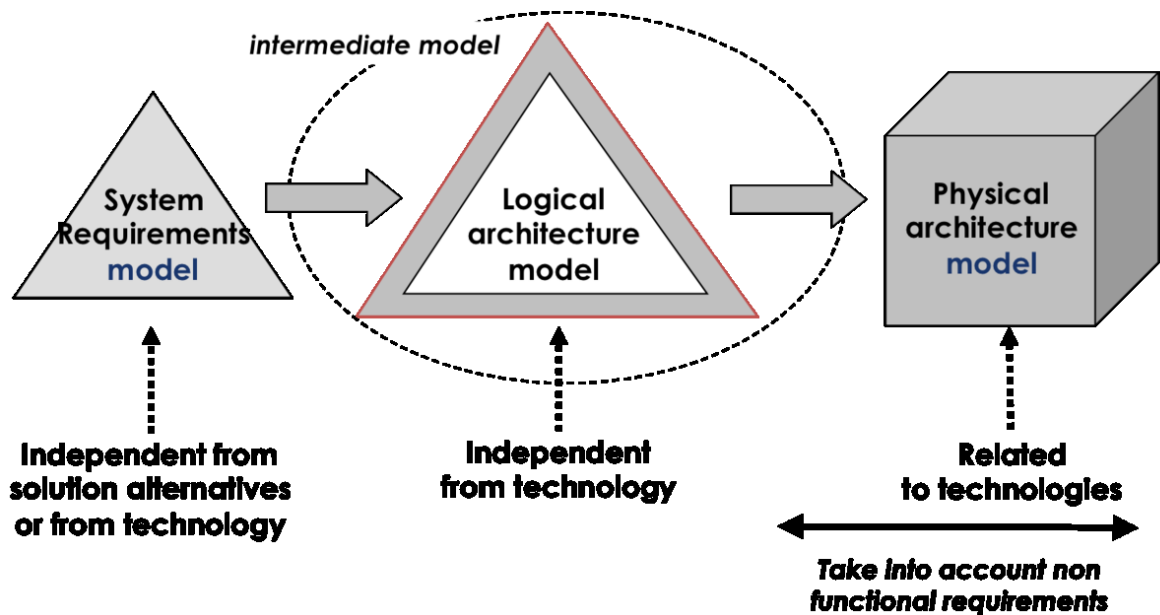 intermediate model
System
Requirements
model
Logical
architecture
model
Physical
architecture
model
Independent from
solution alternatives
or from technology
Independent
from technology
Related
to technologies
Take into account non
functional requirements